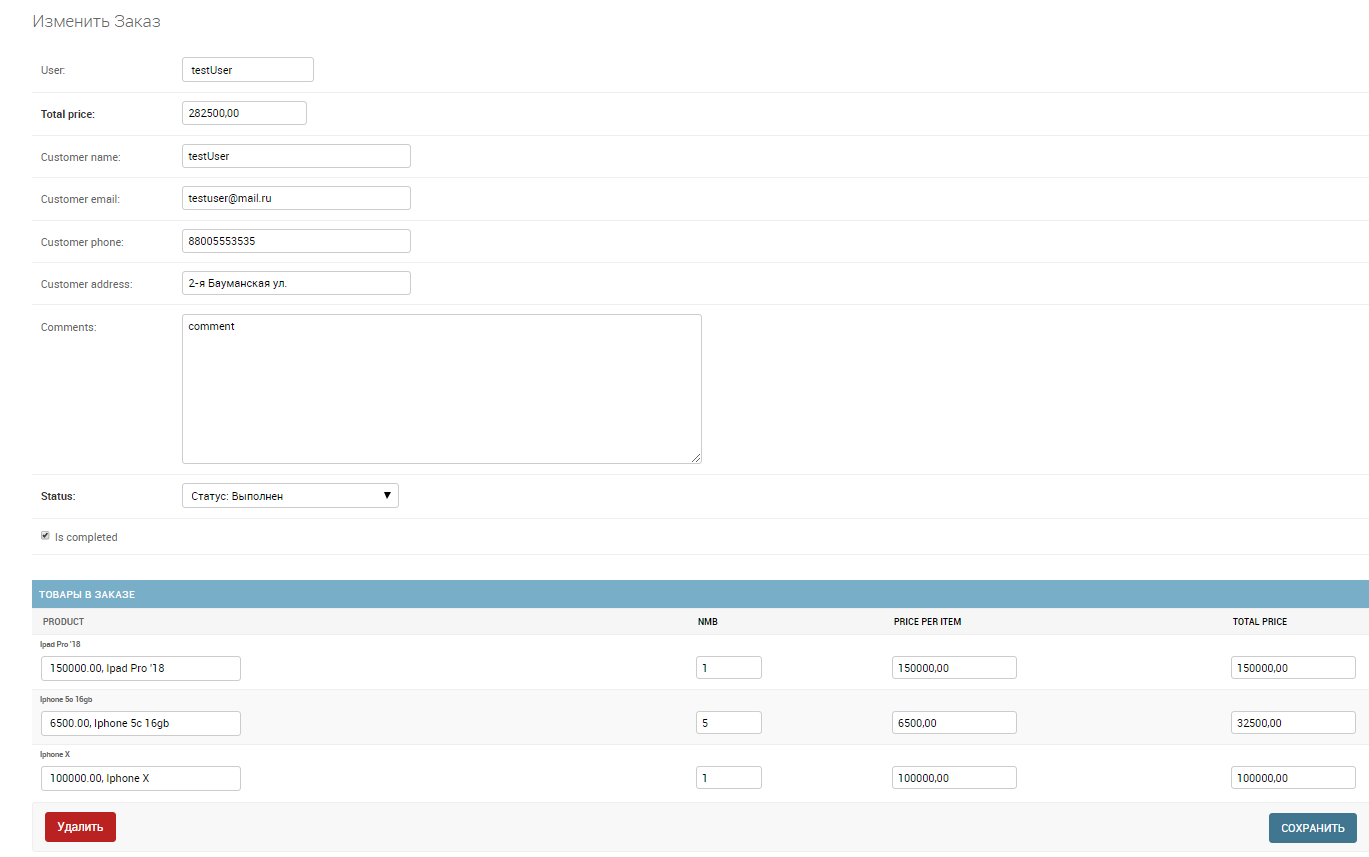 Изменить Заказ
User: testUser
Total price: 282500,00
Customer name: testUser
Customer email: testuser@mail.ru
Customer phone: 88005553535
Customer address: 2-я Бауманская ул.
Comments: comment
Status: Статус: Выполнен
Is completed
ТОВАРЫ В ЗАКАЗЕ
PRODUCT NMB PRICE PER ITEM TOTAL PRICE
Ipad Pro '18
150000.00, Ipad Pro '18 1 150000,00 150000,00
Iphone 5c 16gb
6500.00, Iphone 5c 16gb 5 6500,00 32500,00
Iphone X
100000.00, Iphone X 1 100000,00 100000,00
Удалить СОХРАНИТЬ